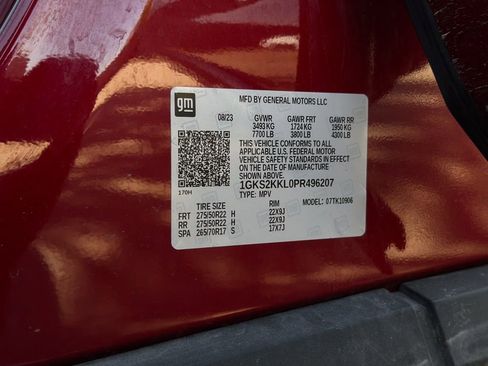 gm
MFD BY GENERAL MOTORS LLC
08/23 GVWR GAWR FRT GAWR RR
3493 KG 1724 KG 1950 KG
7700 LB 3800 LB 4300 LB
THIS VEHICLE CONFORMS TO ALL
APPLICABLE U.S. FEDERAL MOTOR
VEHICLE SAFETY STANDARDS IN EFFECT
ON THE DATE OF MANUFACTURE SHOWN
ABOVE.
1GKS2KKL0PR496207
170H TYPE: MPV MODEL: 07TK10906
TIRE SIZE RIM
FRT 275/50R22 H 22X9J
RR 275/50R22 H 22X9J
SPA 265/70R17 S 17X7J